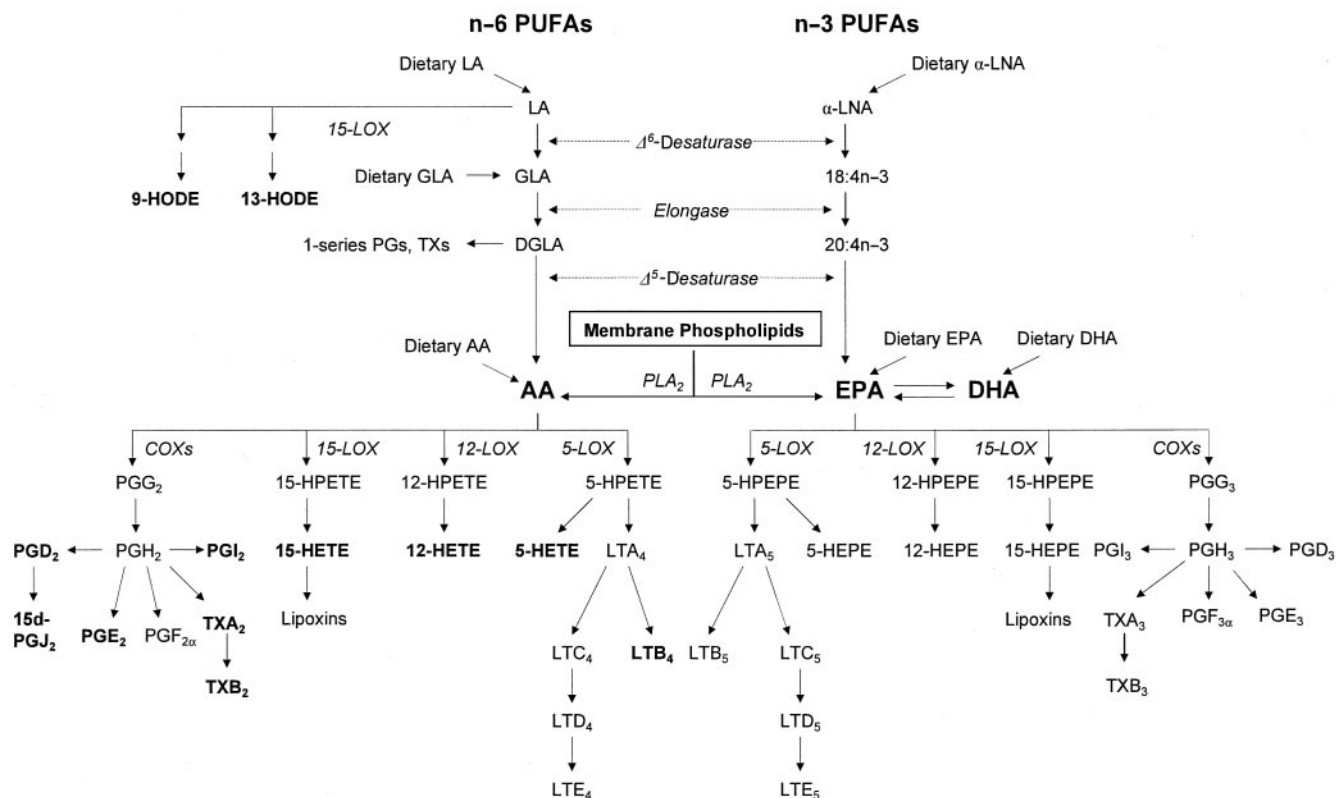 n–6 PUFAs n–3 PUFAs
Dietary LA Dietary α-LNA
LA α-LNA
15-LOX
Δ⁶-Desaturase
9-HODE 13-HODE Dietary GLA GLA 18:4n–3
Elongase
1-series PGs, TXs DGLA 20:4n–3
Δ⁵-Desaturase
Membrane Phospholipids
Dietary AA Dietary EPA Dietary DHA
PLA₂ PLA₂
AA EPA DHA
COXs 15-LOX 12-LOX 5-LOX 5-LOX 12-LOX 15-LOX COXs
PGG₂ 15-HPETE 12-HPETE 5-HPETE 5-HPEPE 12-HPEPE 15-HPEPE PGG₃
PGD₂ PGH₂ PGI₂ 15-HETE 12-HETE 5-HETE LTA₄ LTA₅ 5-HEPE 12-HEPE 15-HEPE PGI₃ PGH₃ PGD₃
15d-
PGJ₂ PGE₂ PGF₂α TXA₂ Lipoxins Lipoxins TXA₃ PGF₃α PGE₃
LTC₄ LTB₄ LTB₅ LTC₅
TXB₂ TXB₃
LTD₄ LTD₅
LTE₄ LTE₅